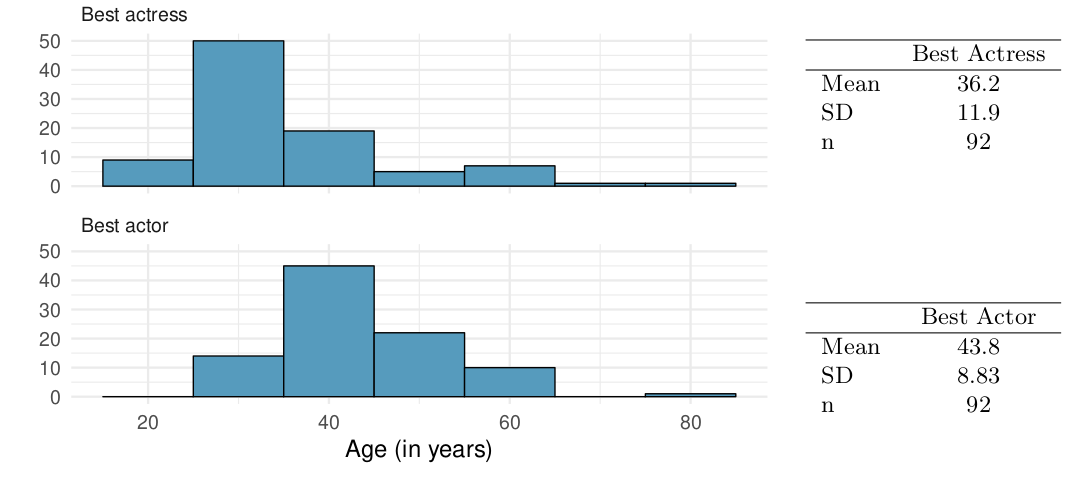 Best actress
50
40
30
20
10
0
Best Actress
Mean 36.2
SD 11.9
n 92
Best actor
50
40
30
20
10
0
20 40 60 80
Age (in years)
Best Actor
Mean 43.8
SD 8.83
n 92